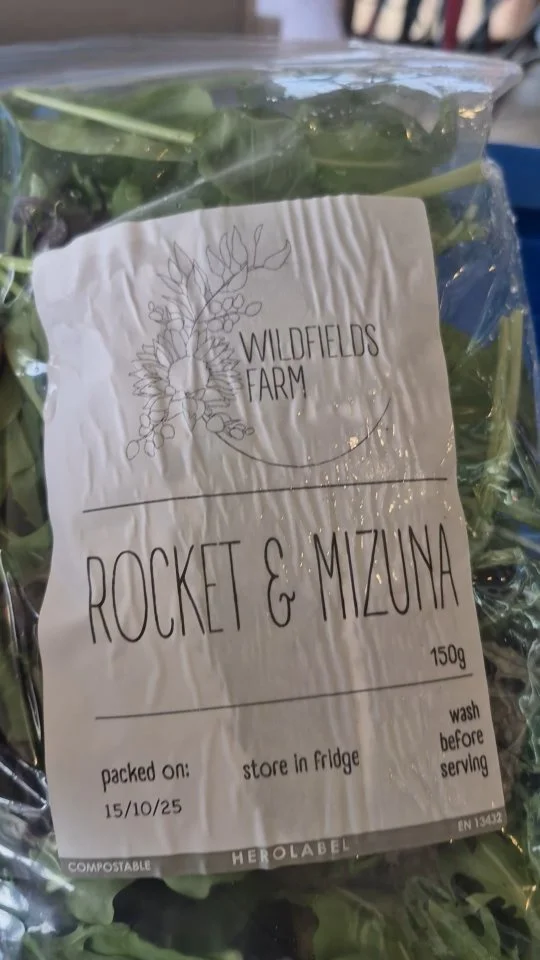 WILDFIELDS
FARM
ROCKET & MIZUNA
150g
packed on:
15/10/25
store in fridge
wash
before
serving
COMPOSTABLE
HEROLABEL
EN 13432